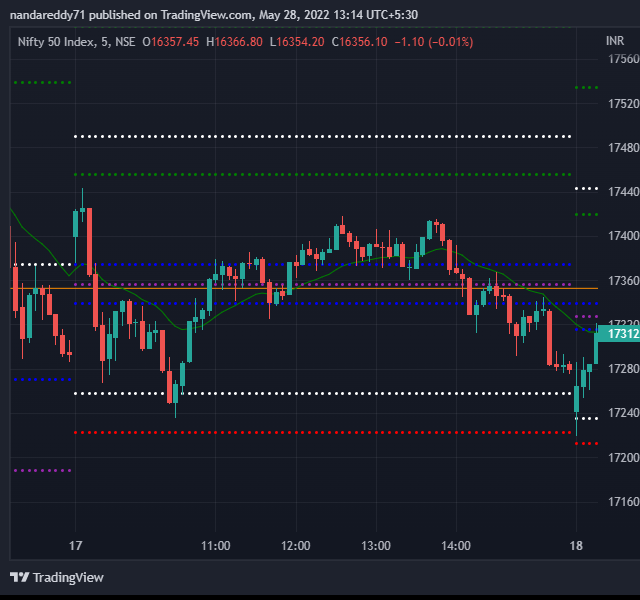 nandareddy71 published on TradingView.com, May 28, 2022 13:14 UTC+5:30
Nifty 50 Index, 5, NSE O16357.45 H16366.80 L16354.20 C16356.10 −1.10 (−0.01%)
INR
17560
17520
17480
17440
17400
17360
17320
17312
17280
17240
17200
17160
17 11:00 12:00 13:00 14:00 18
TradingView